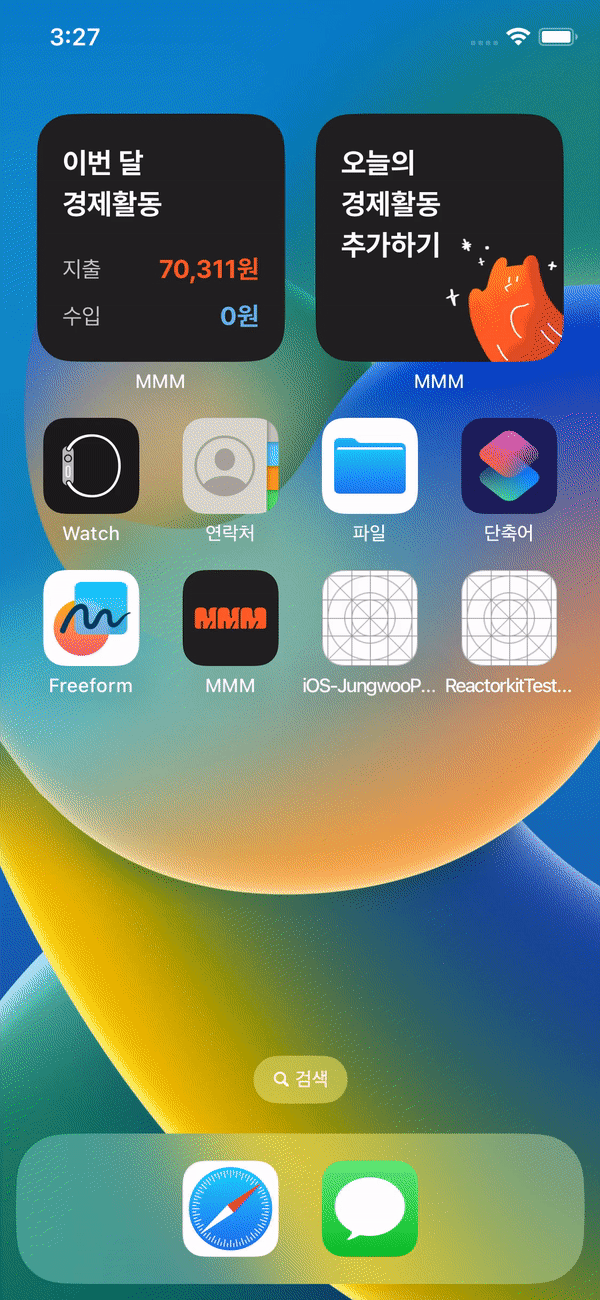 3:27
이번 달
경제활동
지출 70,311원
수입 0원
오늘의
경제활동
추가하기
MMM MMM
Watch 연락처 파일 단축어
MMM
Freeform MMM iOS-JungwooP... ReactorkitTest...
검색